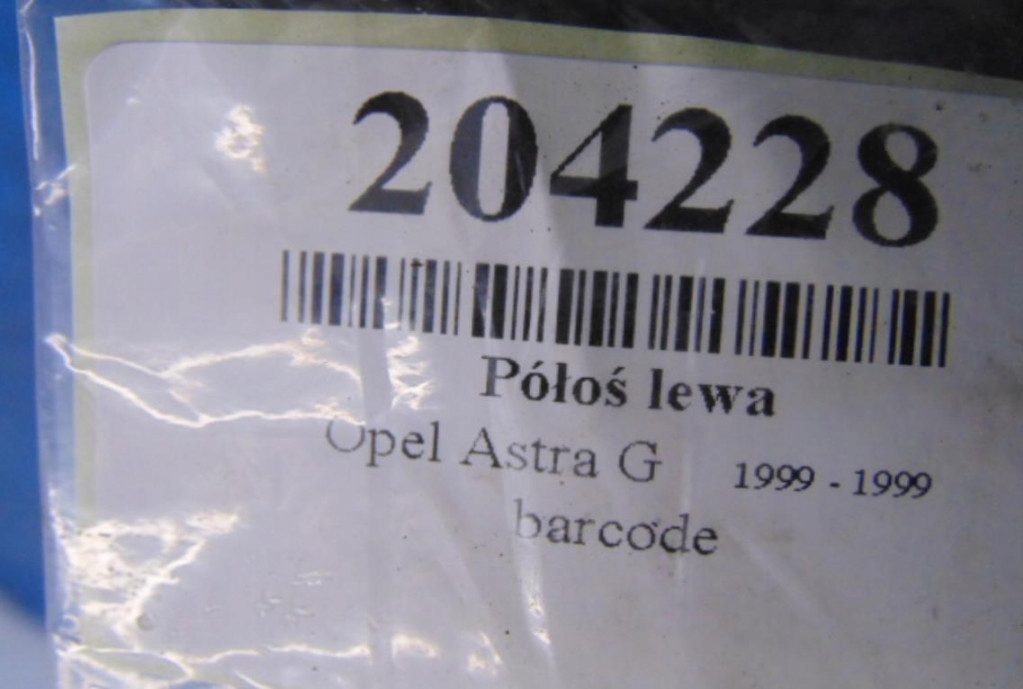 204228
Półoś lewa
Opel Astra G 1999 - 1999
barcode